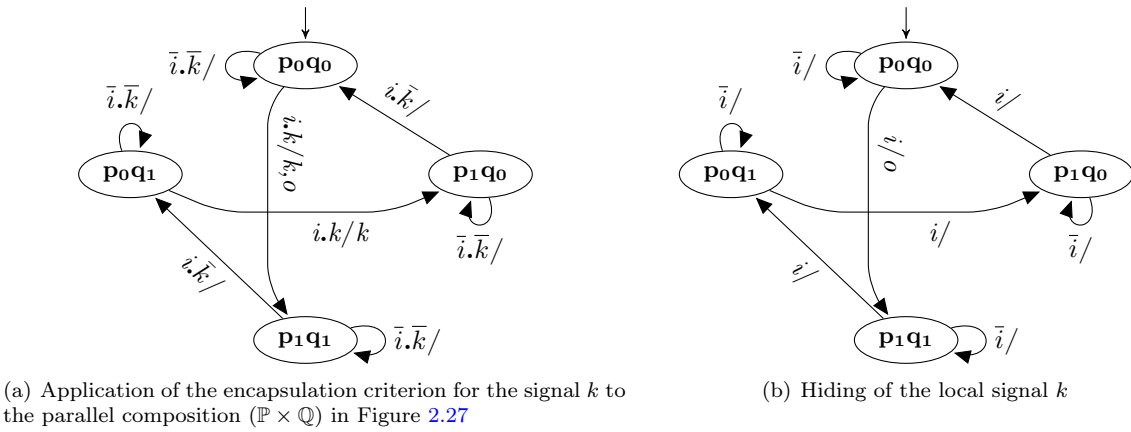 i̅.k̅/
p₀q₀
i̅.k̅/
i.k̅/
i.k/k,o
p₀q₁
p₁q₀
i.k/k
i̅.k̅/
i.k̅/
p₁q₁
i̅.k̅/
(a) Application of the encapsulation criterion for the signal k to
the parallel composition (ℙ × ℚ) in Figure 2.27
i̅/
p₀q₀
i̅/
i/
i/o
p₀q₁
p₁q₀
i/
i̅/
i/
p₁q₁
i̅/
(b) Hiding of the local signal k